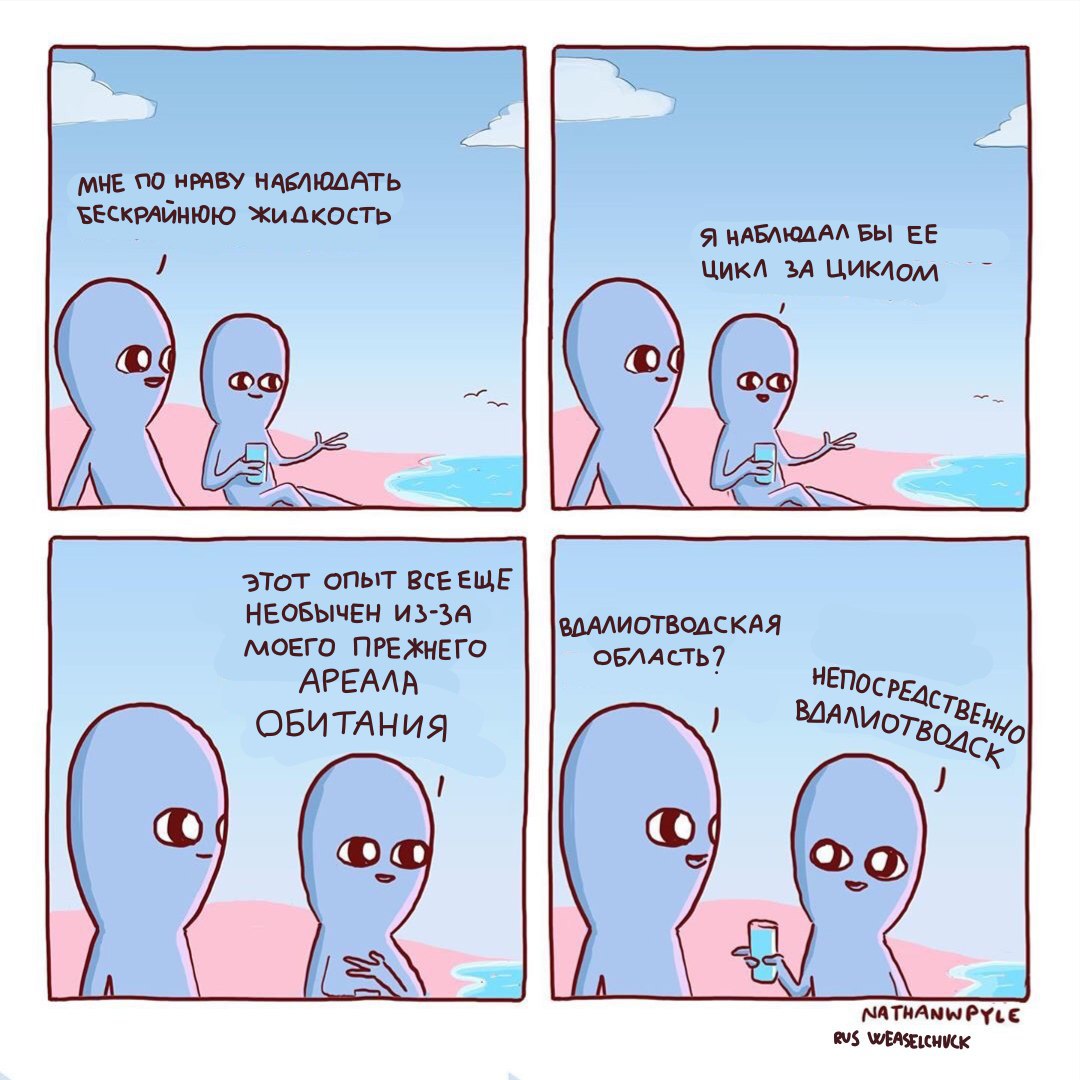 МНЕ ПО НРАВУ НАБЛЮДАТЬ
БЕСКРАЙНЮЮ ЖИДКОСТЬ
Я НАБЛЮДАЛ БЫ ЕЕ
ЦИКЛ ЗА ЦИКЛОМ
ЭТОТ ОПЫТ ВСЕ ЕЩЕ
НЕОБЫЧЕН ИЗ-ЗА
МОЕГО ПРЕЖНЕГО
АРЕАЛА
ОБИТАНИЯ
ВДАЛИОТВОДСКАЯ
ОБЛАСТЬ?
НЕПОСРЕДСТВЕННО
ВДАЛИОТВОДСК
NATHANWPYLE
RUS WEASELCHUCK